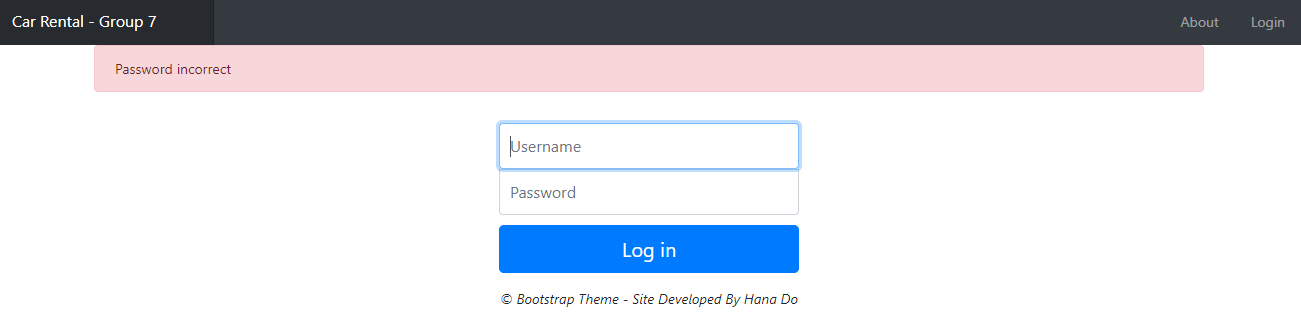 Car Rental - Group 7 About Login
Password incorrect
Username
Password
Log in
© Bootstrap Theme - Site Developed By Hana Do